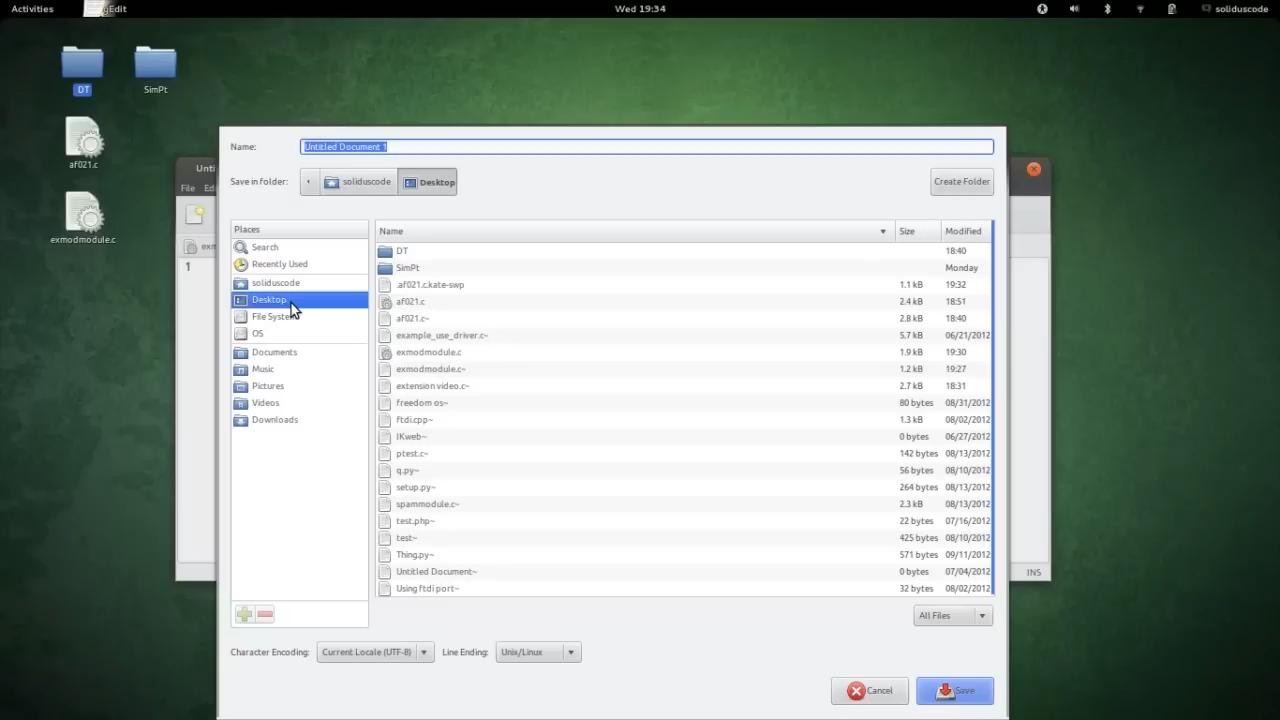 Activities gEdit Wed 19:34 soliduscode
DT SimPt
af021.c
exmodmodule.c
Unti
File Ed
exm
1
INS
Name: Untitled Document 1
Save in folder: soliduscode Desktop Create Folder
Places
Search
Recently Used
soliduscode
Desktop
File Syste
OS
Documents
Music
Pictures
Videos
Downloads
Name Size Modified
DT 18:40
SimPt Monday
.af021.c.kate-swp 1.1 kB 19:32
af021.c 2.4 kB 18:51
af021.c~ 2.8 kB 18:40
example_use_driver.c~ 5.7 kB 06/21/2012
exmodmodule.c 1.9 kB 19:30
exmodmodule.c~ 1.2 kB 19:27
extension video.c~ 2.7 kB 18:31
freedom os~ 80 bytes 08/31/2012
ftdi.cpp~ 1.3 kB 08/02/2012
IKweb~ 0 bytes 06/27/2012
ptest.c~ 142 bytes 08/13/2012
q.py~ 56 bytes 08/10/2012
setup.py~ 264 bytes 08/13/2012
spammodule.c~ 2.3 kB 08/13/2012
test.php~ 22 bytes 07/16/2012
test~ 425 bytes 08/10/2012
Thing.py~ 571 bytes 09/11/2012
Untitled Document~ 0 bytes 07/04/2012
Using ftdi port~ 32 bytes 08/02/2012
All Files
Character Encoding: Current Locale (UTF-8) Line Ending: Unix/Linux
Cancel Save